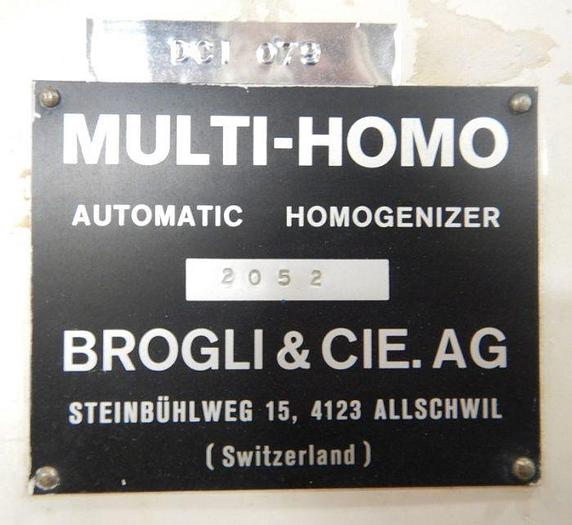 DCI 079
MULTI-HOMO
AUTOMATIC HOMOGENIZER
2052
BROGLI & CIE. AG
STEINBÜHLWEG 15, 4123 ALLSCHWIL
(Switzerland)